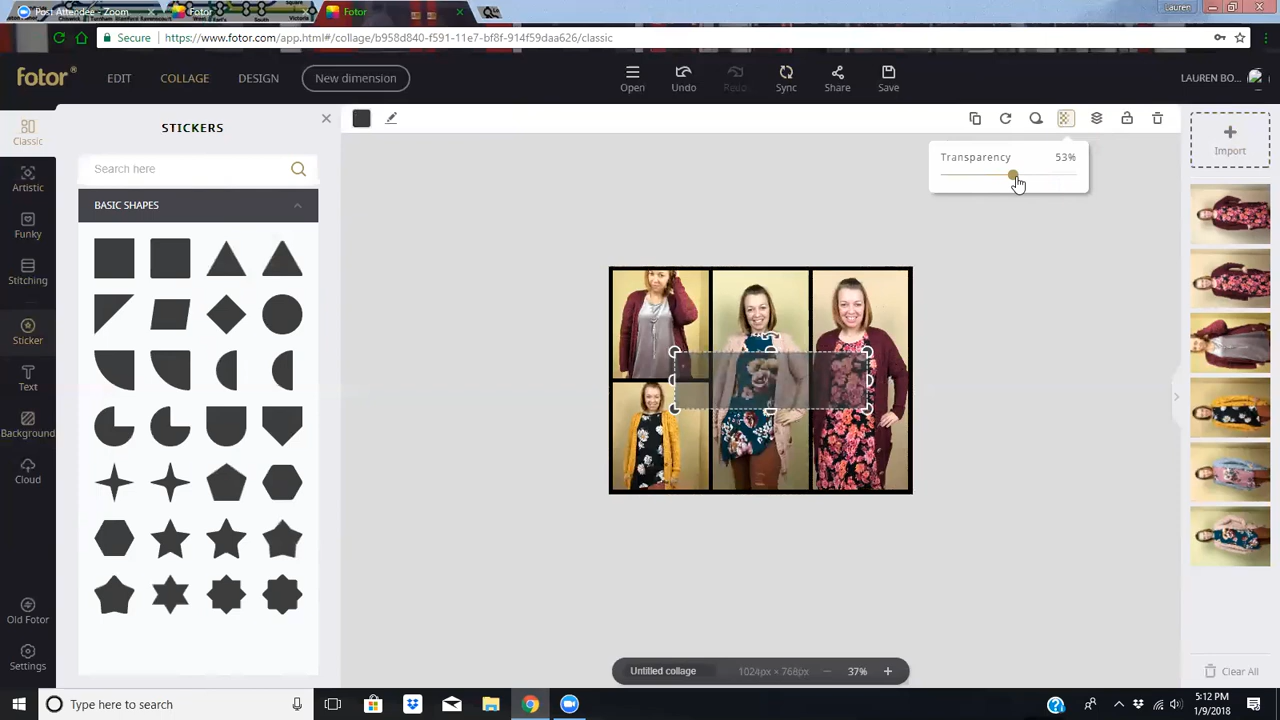 Post Attendee - Zoom
Fotor
Fotor
Lauren
Secure
https://www.fotor.com/app.html#/collage/b958d840-f591-11e7-bf8f-914f59daa626/classic
fotor®
EDIT
COLLAGE
DESIGN
New dimension
Open
Undo
Redo
Sync
Share
Save
LAUREN BO...
Classic
Artistic
Funky
Stitching
Sticker
Text
Background
Cloud
Old Fotor
Settings
STICKERS
Search here
BASIC SHAPES
Transparency 53%
Import
Clear All
Untitled collage
1024px × 768px
37%
Type here to search
5:12 PM
1/9/2018